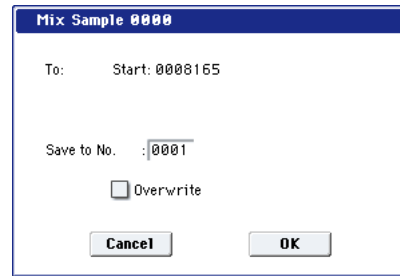 Mix Sample 0000
To: Start: 0008165
Save to No. :0001
Overwrite
Cancel OK